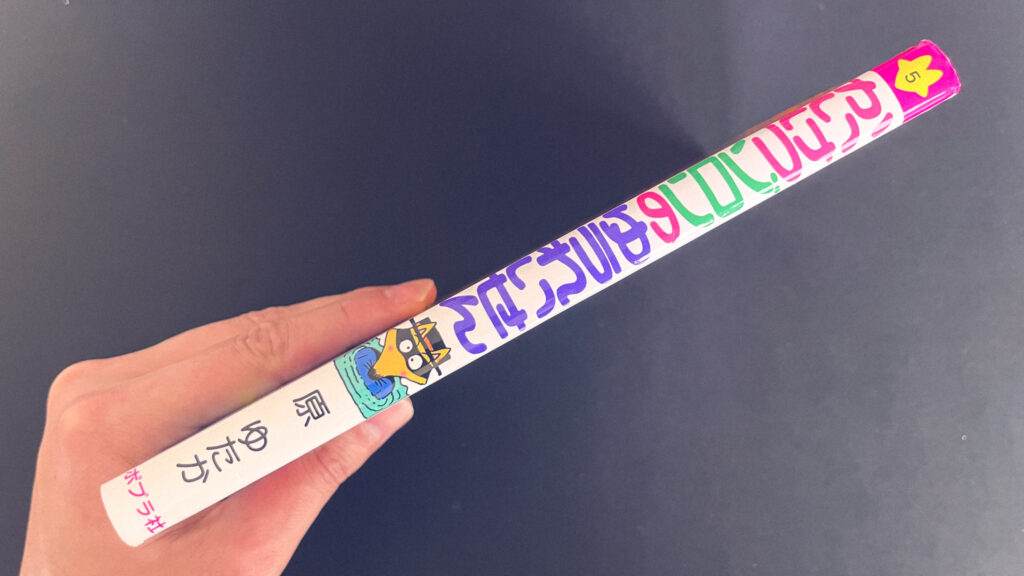 5
かいけつ ゾロリの ゆうれいせん
原 ゆたか
ポプラ社